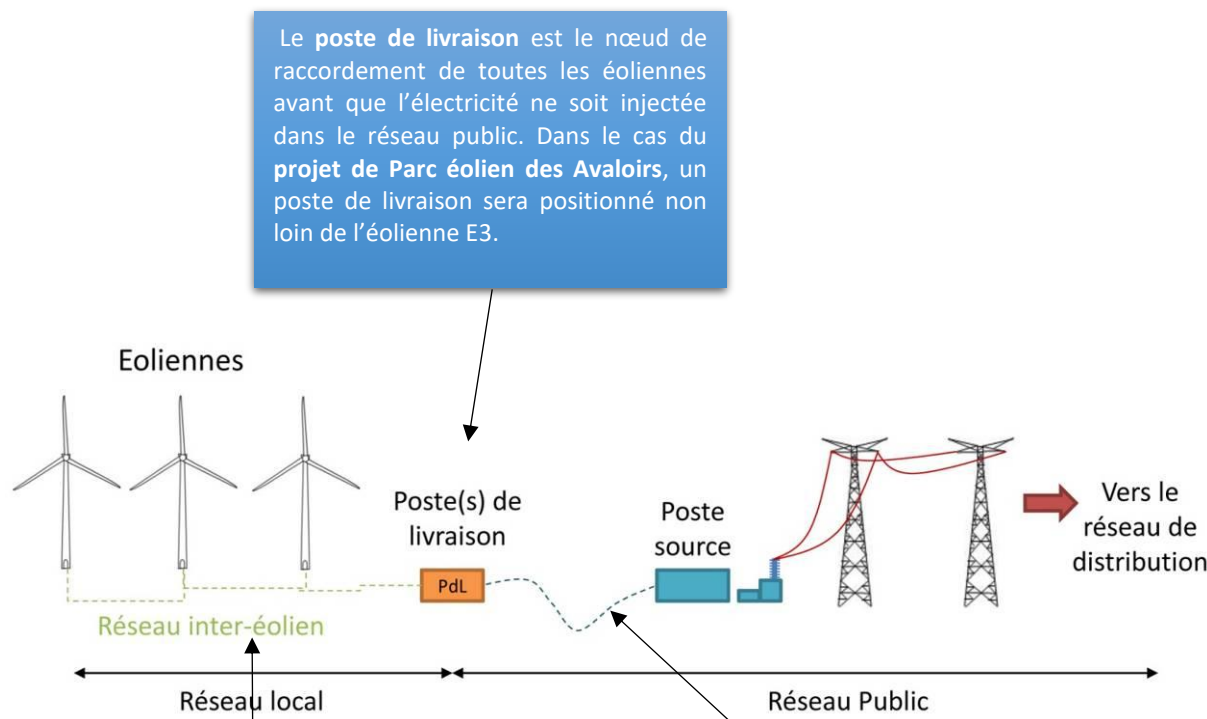 Le poste de livraison est le nœud de
raccordement de toutes les éoliennes
avant que l’électricité ne soit injectée
dans le réseau public. Dans le cas du
projet de Parc éolien des Avaloirs, un
poste de livraison sera positionné non
loin de l’éolienne E3.
Eoliennes
Poste(s) de
livraison
Poste
source
Vers le
réseau de
distribution
PdL
Réseau inter-éolien
Réseau local
Réseau Public